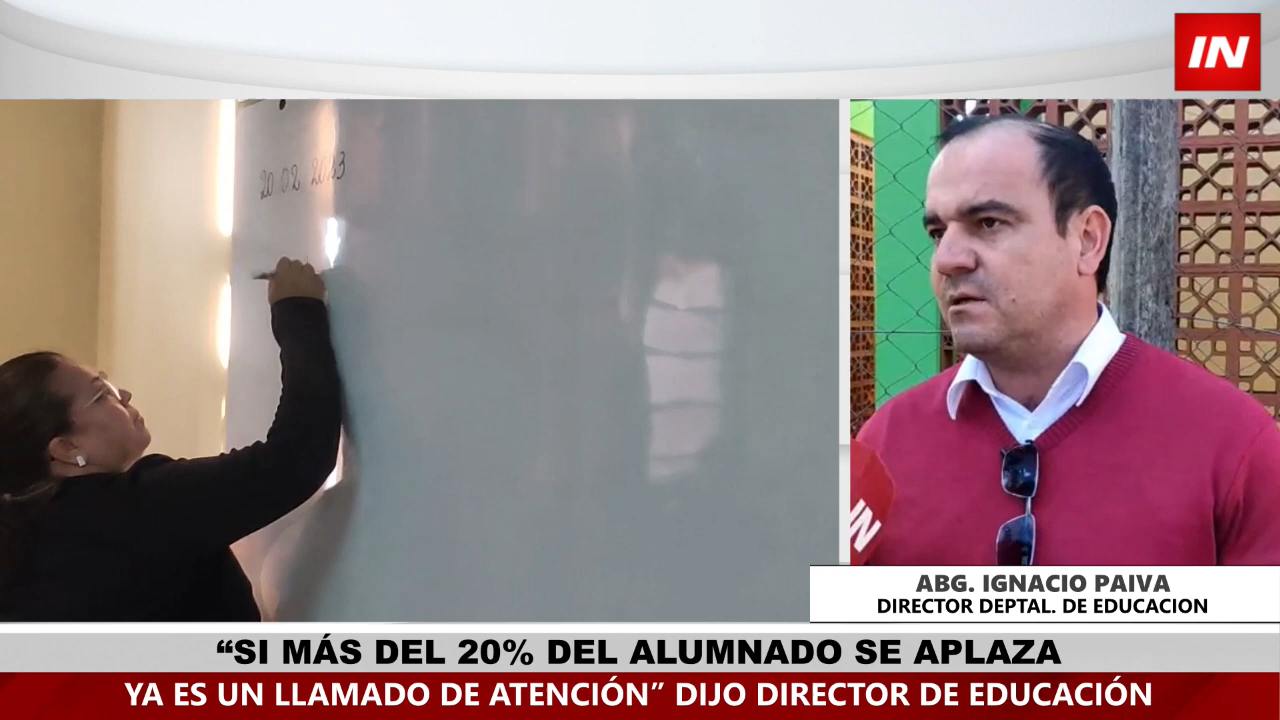 IN
20 02 2023
IN
ABG. IGNACIO PAIVA
DIRECTOR DEPTAL. DE EDUCACION
“SI MÁS DEL 20% DEL ALUMNADO SE APLAZA
YA ES UN LLAMADO DE ATENCIÓN” DIJO DIRECTOR DE EDUCACIÓN